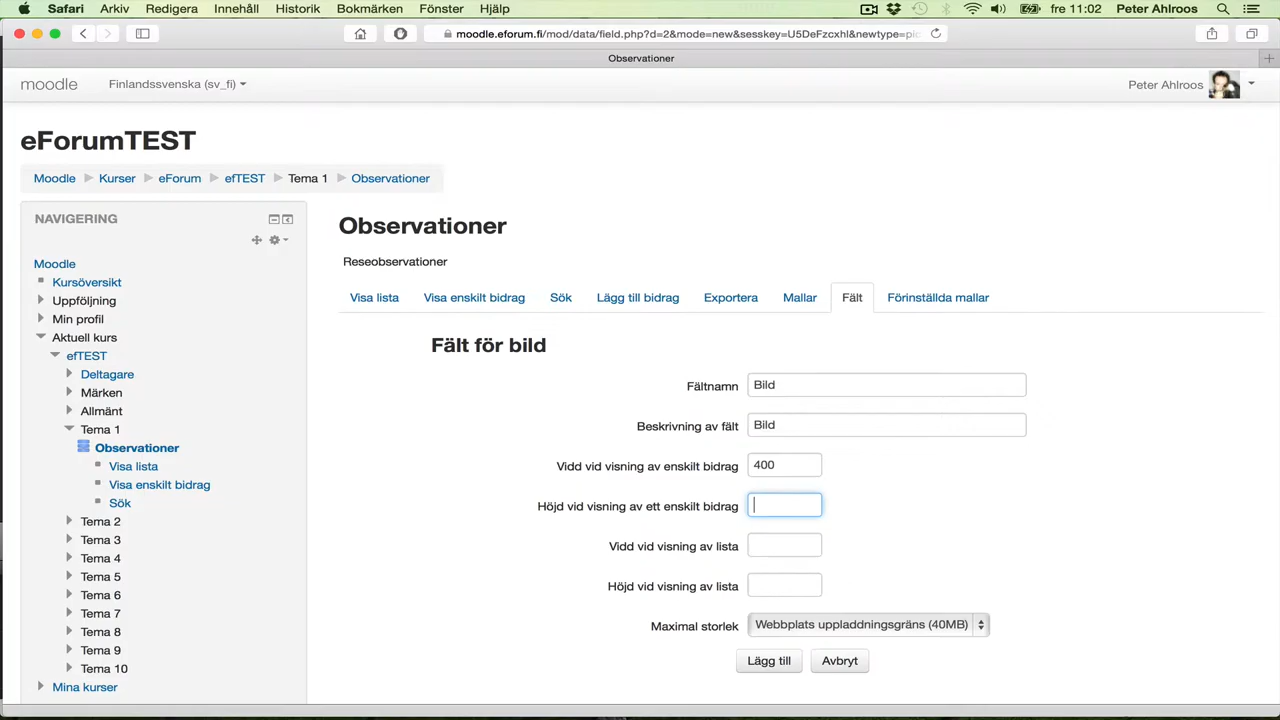 Safari Arkiv Redigera Innehåll Historik Bokmärken Fönster Hjälp fre 11:02 Peter Ahlroos
moodle.eforum.fi/mod/data/field.php?d=2&mode=new&sesskey=U5DeFzcxhl&newtype=pic
Observationer
moodle Finlandssvenska (sv_fi) Peter Ahlroos
eForumTEST
Moodle Kurser eForum efTEST Tema 1 Observationer
NAVIGERING
Moodle
Kursöversikt
Uppföljning
Min profil
Aktuell kurs
efTEST
Deltagare
Märken
Allmänt
Tema 1
Observationer
Visa lista
Visa enskilt bidrag
Sök
Tema 2
Tema 3
Tema 4
Tema 5
Tema 6
Tema 7
Tema 8
Tema 9
Tema 10
Mina kurser
Observationer
Reseobservationer
Visa lista Visa enskilt bidrag Sök Lägg till bidrag Exportera Mallar Fält Förinställda mallar
Fält för bild
Fältnamn Bild
Beskrivning av fält Bild
Vidd vid visning av enskilt bidrag 400
Höjd vid visning av ett enskilt bidrag
Vidd vid visning av lista
Höjd vid visning av lista
Maximal storlek Webbplats uppladdningsgräns (40MB)
Lägg till Avbryt